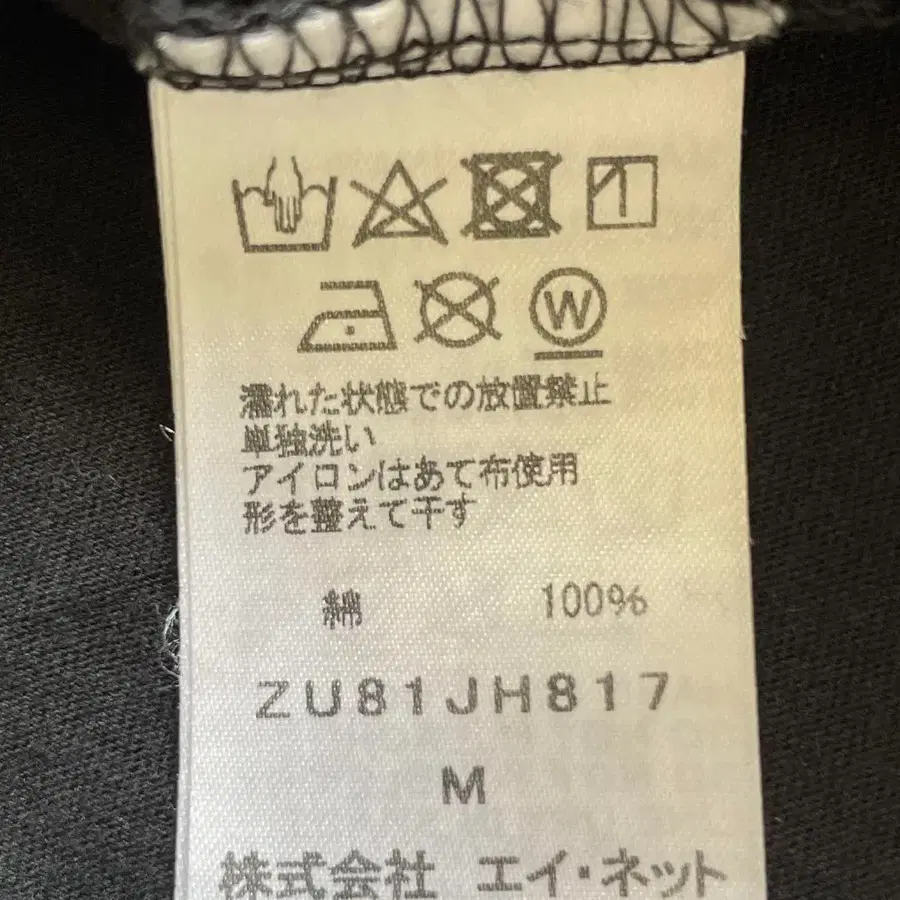 W
濡れた状態での放置禁止
単独洗い
アイロンはあて布使用
形を整えて干す
綿 100%
ZU81JH817
M
株式会社 エイ・ネット